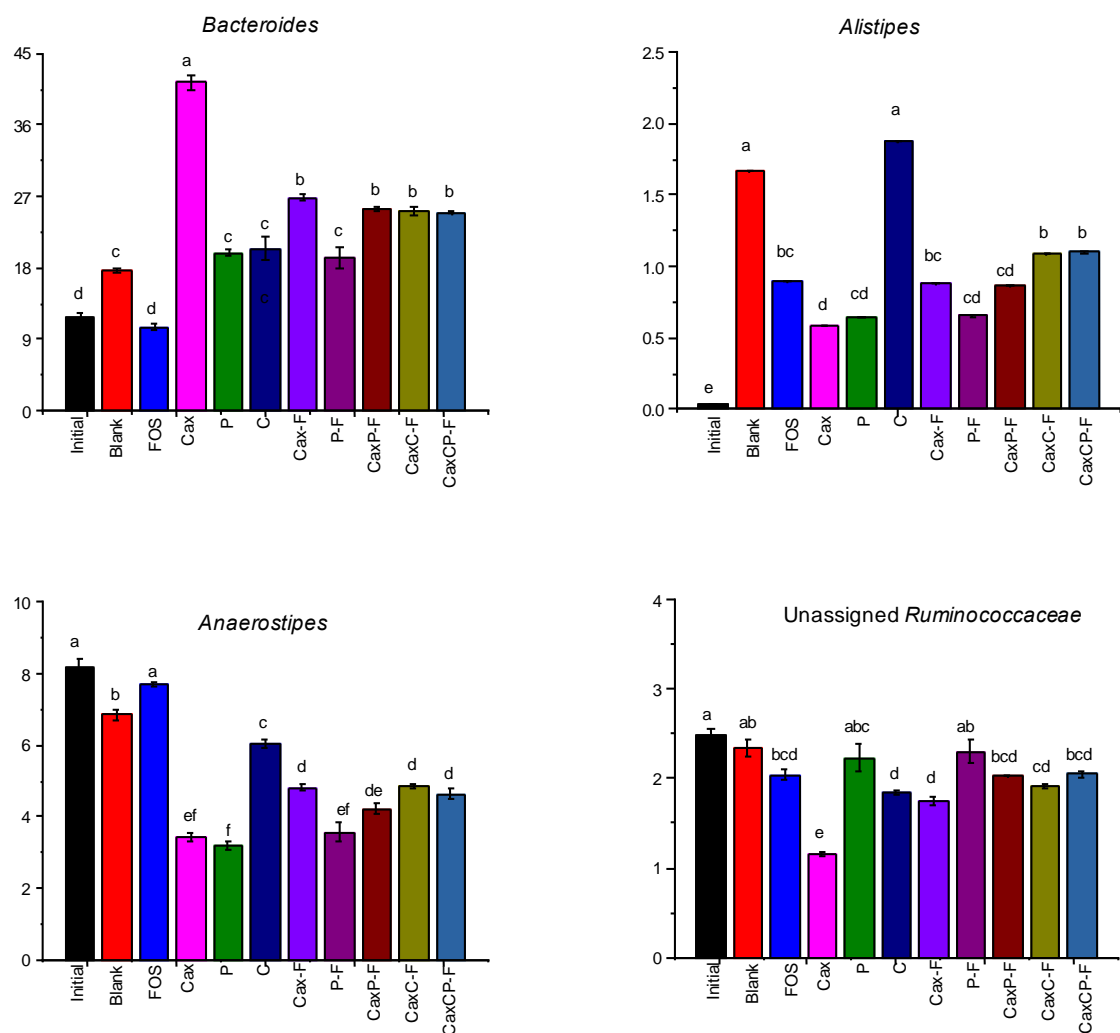 Bacteroides
45
36
27
18
9
0
d
c
d
a
c
c
c
b
c
b
b
b
Initial
Blank
FOS
Cax
P
C
Cax-F
P-F
CaxP-F
CaxC-F
CaxCP-F
Alistipes
2.5
2.0
1.5
1.0
0.5
0.0
e
a
bc
d
cd
a
bc
cd
cd
b
b
Initial
Blank
FOS
Cax
P
C
Cax-F
P-F
CaxP-F
CaxC-F
CaxCP-F
Anaerostipes
10
8
6
4
2
0
a
b
a
ef
f
c
d
ef
de
d
d
Initial
Blank
FOS
Cax
P
C
Cax-F
P-F
CaxP-F
CaxC-F
CaxCP-F
Unassigned Ruminococcaceae
4
3
2
1
0
a
ab
bcd
e
abc
d
d
ab
bcd
cd
bcd
Initial
Blank
FOS
Cax
P
C
Cax-F
P-F
CaxP-F
CaxC-F
CaxCP-F